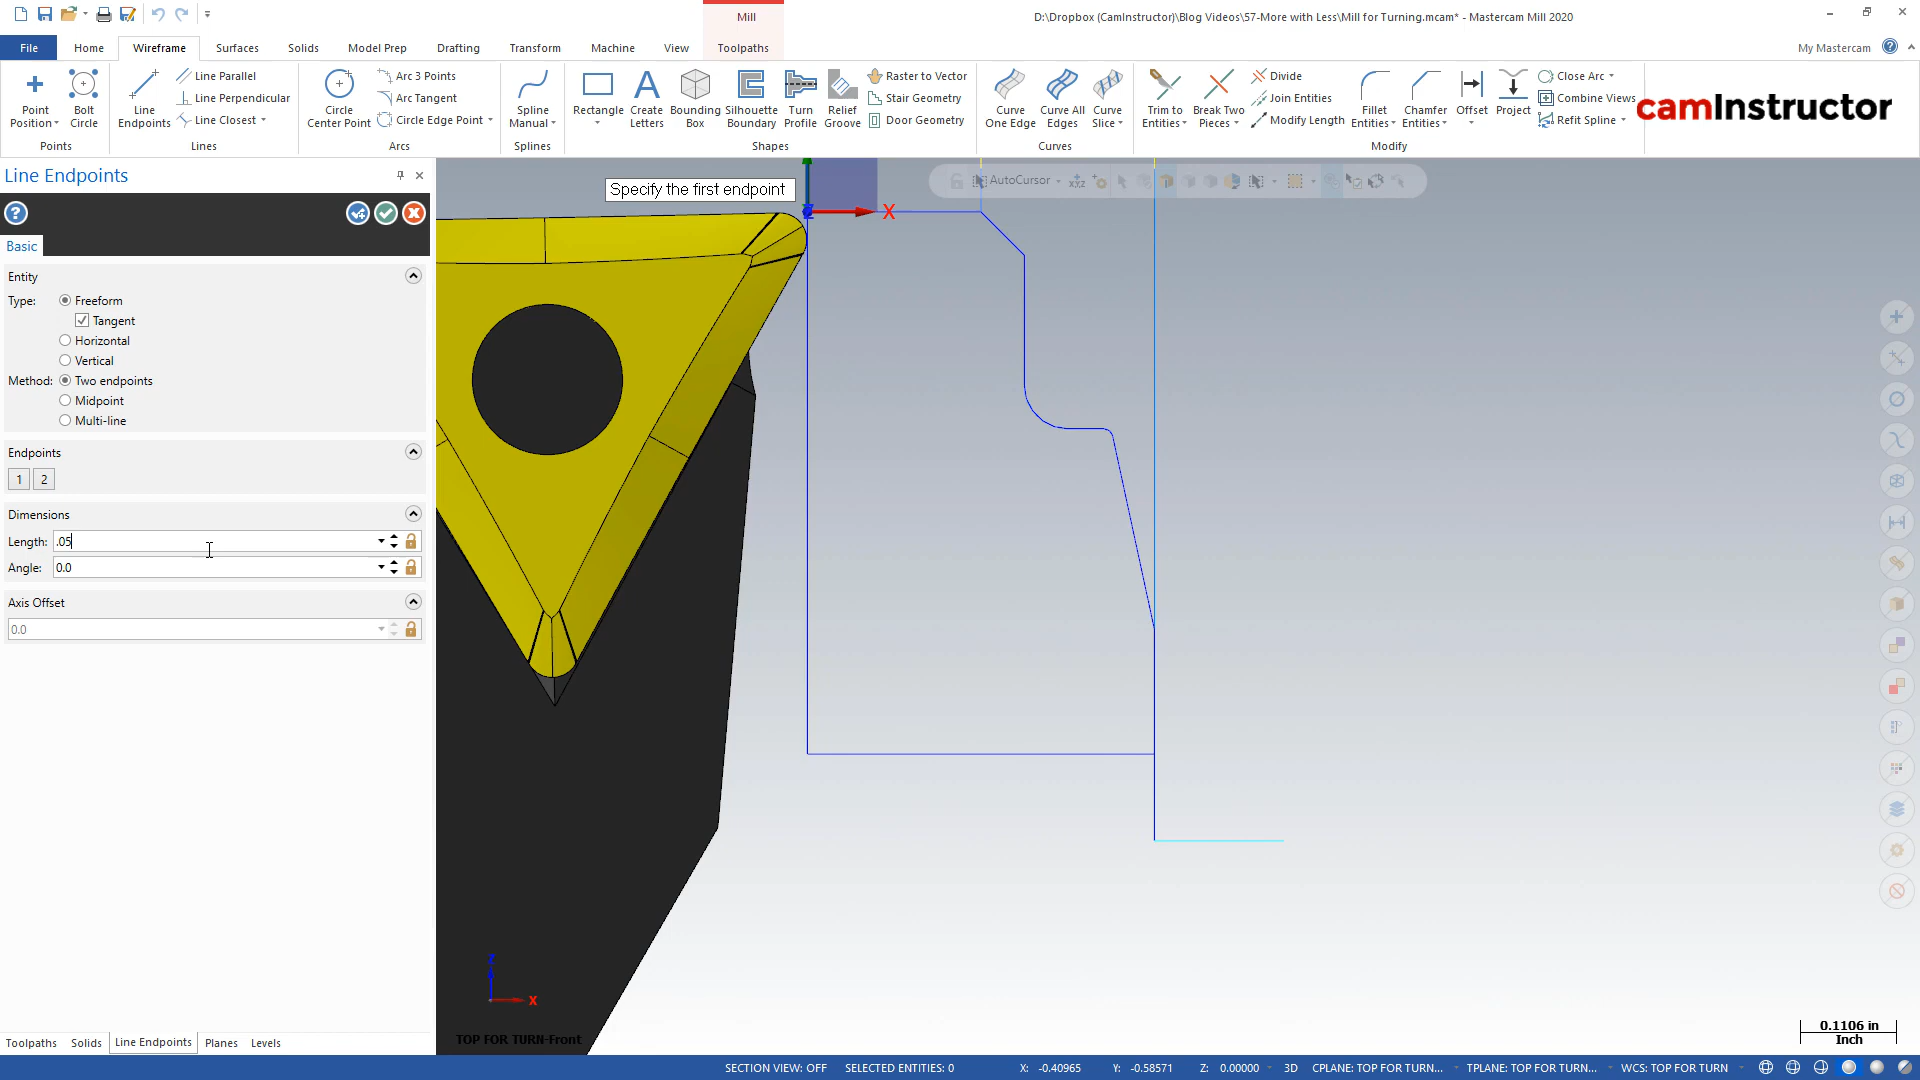 Mill
D:\Dropbox (CamInstructor)\Blog Videos\57-More with Less\Mill for Turning.mcam* - Mastercam Mill 2020
File Home Wireframe Surfaces Solids Model Prep Drafting Transform Machine View Toolpaths My Mastercam
Point Position
Bolt Circle
Points
Line Endpoints
Line Parallel
Line Perpendicular
Line Closest
Lines
Circle Center Point
Arc 3 Points
Arc Tangent
Circle Edge Point
Arcs
Spline Manual
Splines
Rectangle
Create Letters
Bounding Box
Silhouette Boundary
Turn Profile
Relief Groove
Raster to Vector
Stair Geometry
Door Geometry
Shapes
Curve One Edge
Curve All Edges
Curve Slice
Curves
Trim to Entities
Break Two Pieces
Divide
Join Entities
Modify Length
Fillet Entities
Chamfer Entities
Offset
Project
Close Arc
Combine Views
Refit Spline
Modify
camInstructor
Line Endpoints
Basic
Entity
Type: Freeform
Tangent
Horizontal
Vertical
Method: Two endpoints
Midpoint
Multi-line
Endpoints
1 2
Dimensions
Length: .05
Angle: 0.0
Axis Offset
0.0
Specify the first endpoint
AutoCursor
XYZ
Z X
Z
X
TOP FOR TURN-Front
0.1106 in
Inch
Toolpaths Solids Line Endpoints Planes Levels
SECTION VIEW: OFF SELECTED ENTITIES: 0 X: -0.40965 Y: -0.58571 Z: 0.00000 3D CPLANE: TOP FOR TURN... TPLANE: TOP FOR TURN... WCS: TOP FOR TURN